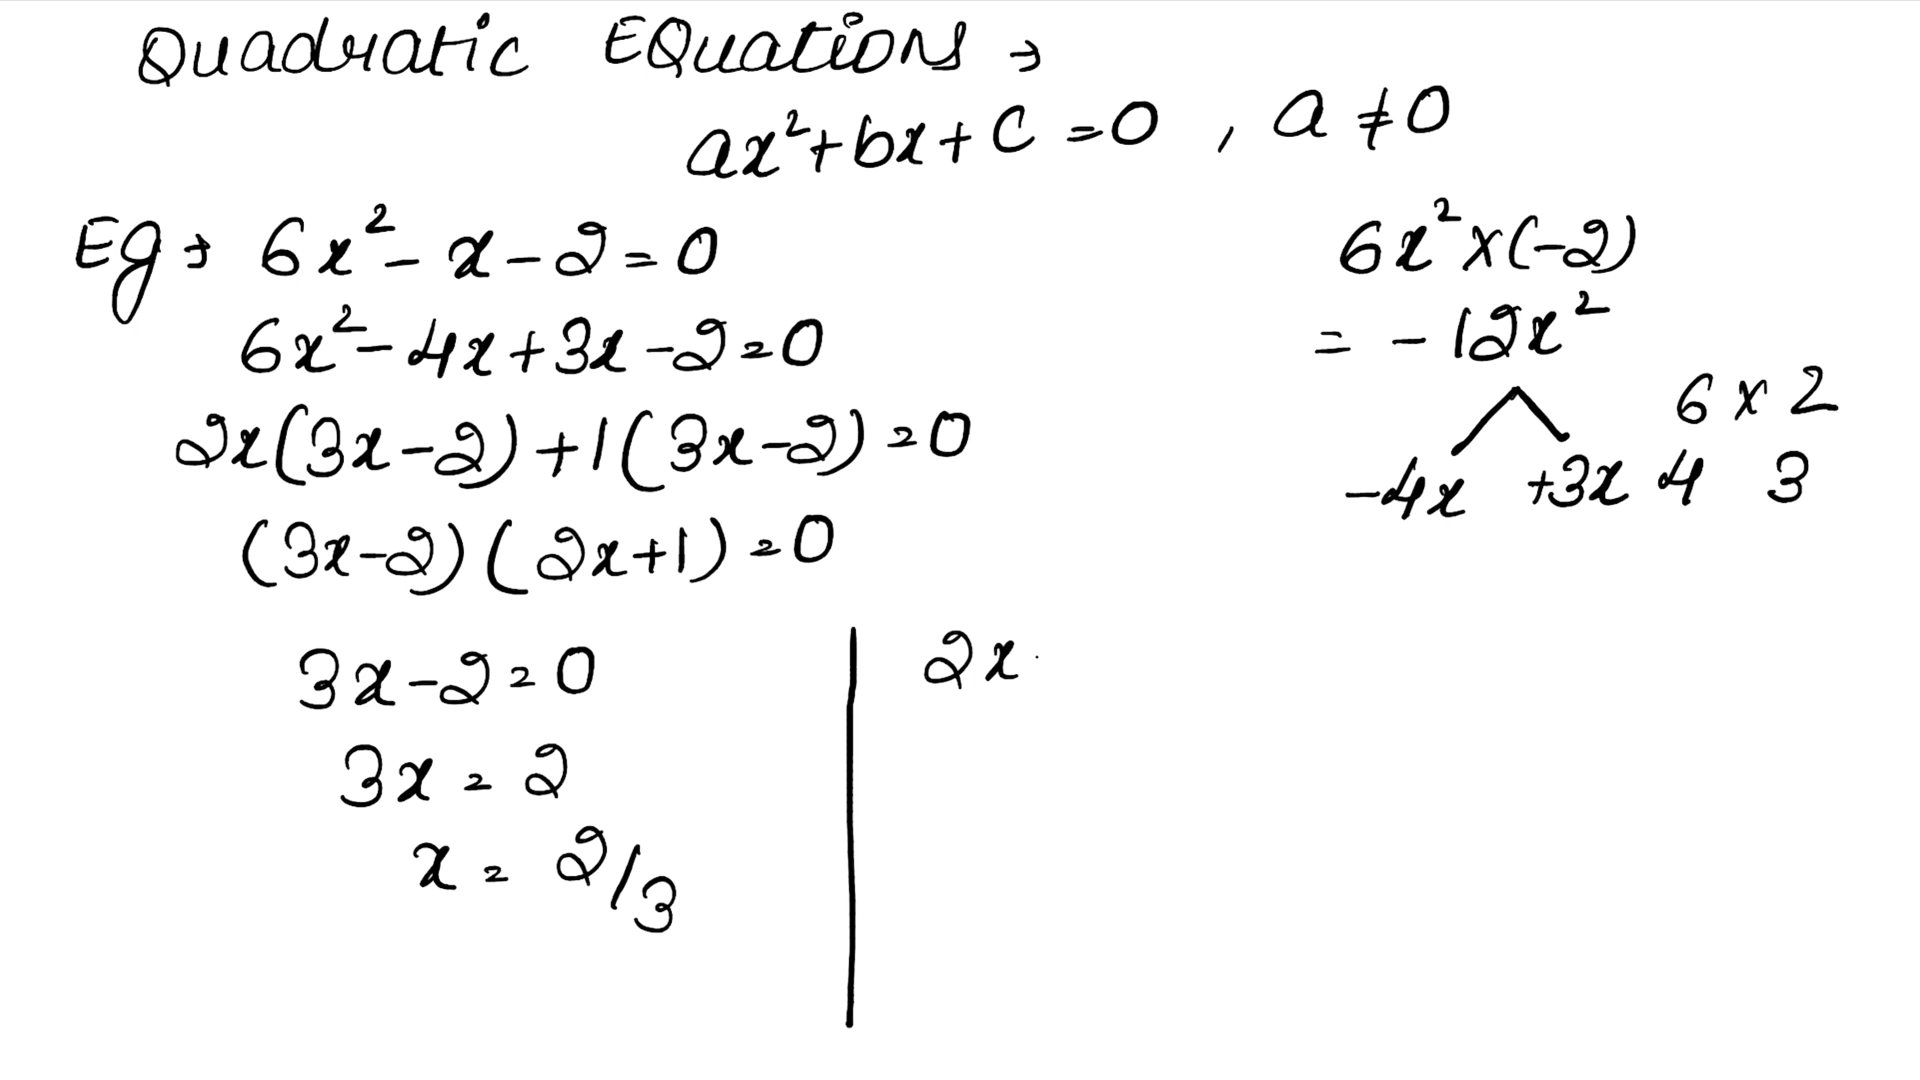 Quadratic Equations →
ax²+bx+c=0 , a≠0
Eg → 6x²-x-2=0
6x²-4x+3x-2=0
2x(3x-2)+1(3x-2)=0
(3x-2)(2x+1)=0
3x-2=0
3x=2
x=2/3
2x
6x²×(-2)
=-12x²
6×2
-4x +3x 4 3